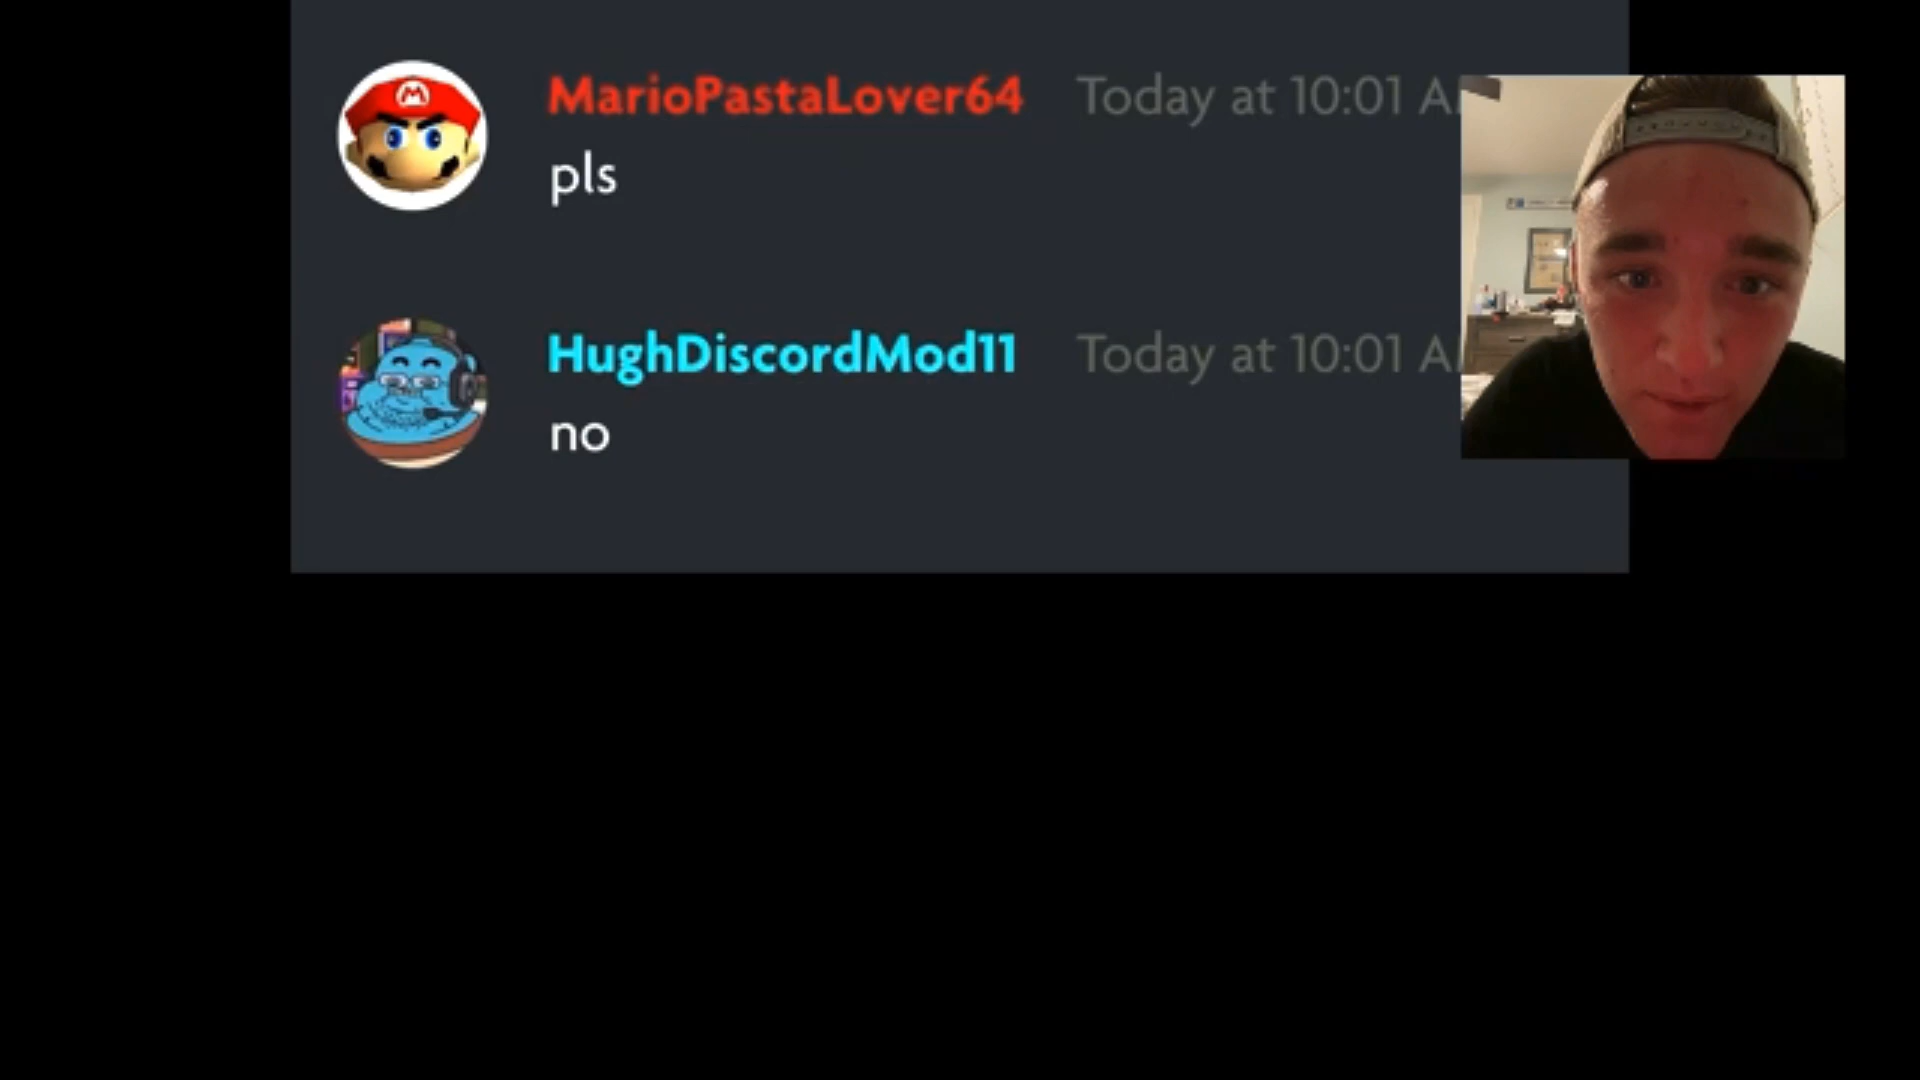 MarioPastaLover64 Today at 10:01 A
pls
HughDiscordMod11 Today at 10:01 A
no